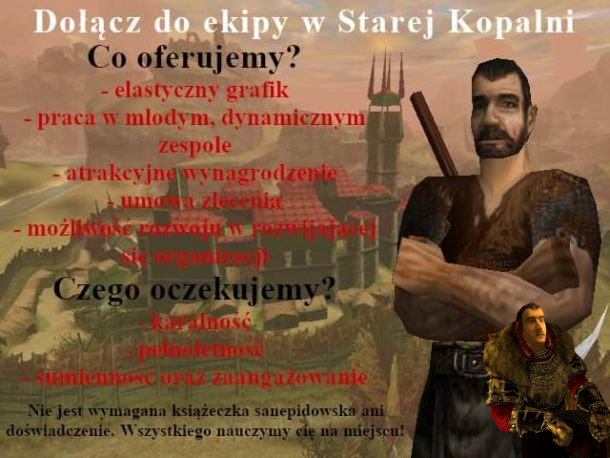 Dołącz do ekipy w Starej Kopalni
Co oferujemy?
- elastyczny grafik
- praca w mlodym, dynamicznym
zespole
- atrakcyjne wynagrodzenie
- umowa zlecenia
- możliwość rozwoju w rozwijającej
się organizacji
Czego oczekujemy?
- karalność
- pełnoletność
- sumienność oraz zaangażowanie
Nie jest wymagana książeczka sanepidowska ani
doświadczenie. Wszystkiego nauczymy cię na miejscu!